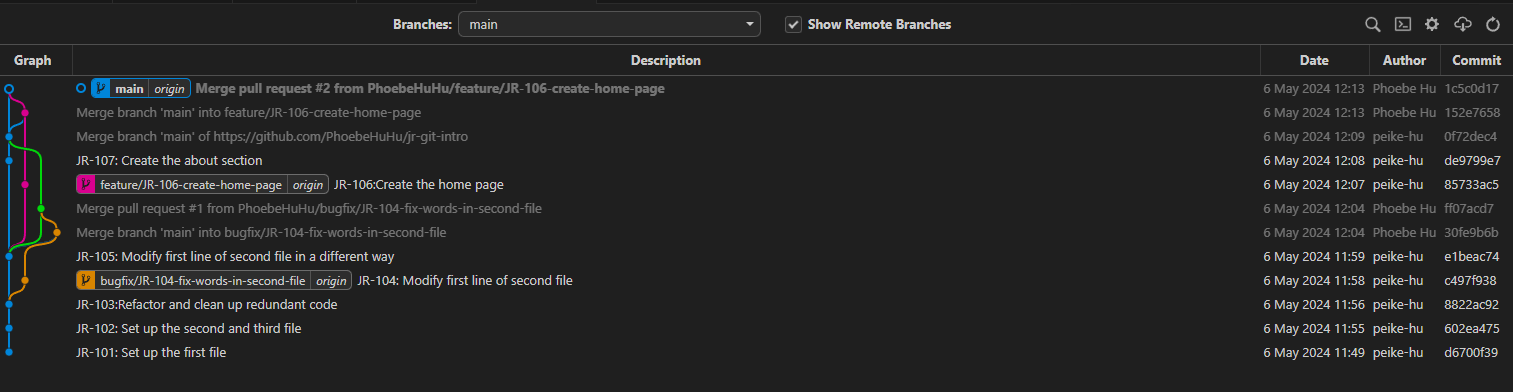 Branches: main Show Remote Branches
Graph Description Date Author Commit
main origin Merge pull request #2 from PhoebeHuHu/feature/JR-106-create-home-page 6 May 2024 12:13 Phoebe Hu 1c5c0d17
Merge branch 'main' into feature/JR-106-create-home-page 6 May 2024 12:13 Phoebe Hu 152e7658
Merge branch 'main' of https://github.com/PhoebeHuHu/jr-git-intro 6 May 2024 12:09 peike-hu 0f72dec4
JR-107: Create the about section 6 May 2024 12:08 peike-hu de9799e7
feature/JR-106-create-home-page origin JR-106:Create the home page 6 May 2024 12:07 peike-hu 85733ac5
Merge pull request #1 from PhoebeHuHu/bugfix/JR-104-fix-words-in-second-file 6 May 2024 12:04 Phoebe Hu ff07acd7
Merge branch 'main' into bugfix/JR-104-fix-words-in-second-file 6 May 2024 12:04 Phoebe Hu 30fe9b6b
JR-105: Modify first line of second file in a different way 6 May 2024 11:59 peike-hu e1beac74
bugfix/JR-104-fix-words-in-second-file origin JR-104: Modify first line of second file 6 May 2024 11:58 peike-hu c497f938
JR-103:Refactor and clean up redundant code 6 May 2024 11:56 peike-hu 8822ac92
JR-102: Set up the second and third file 6 May 2024 11:55 peike-hu 602ea475
JR-101: Set up the first file 6 May 2024 11:49 peike-hu d6700f39